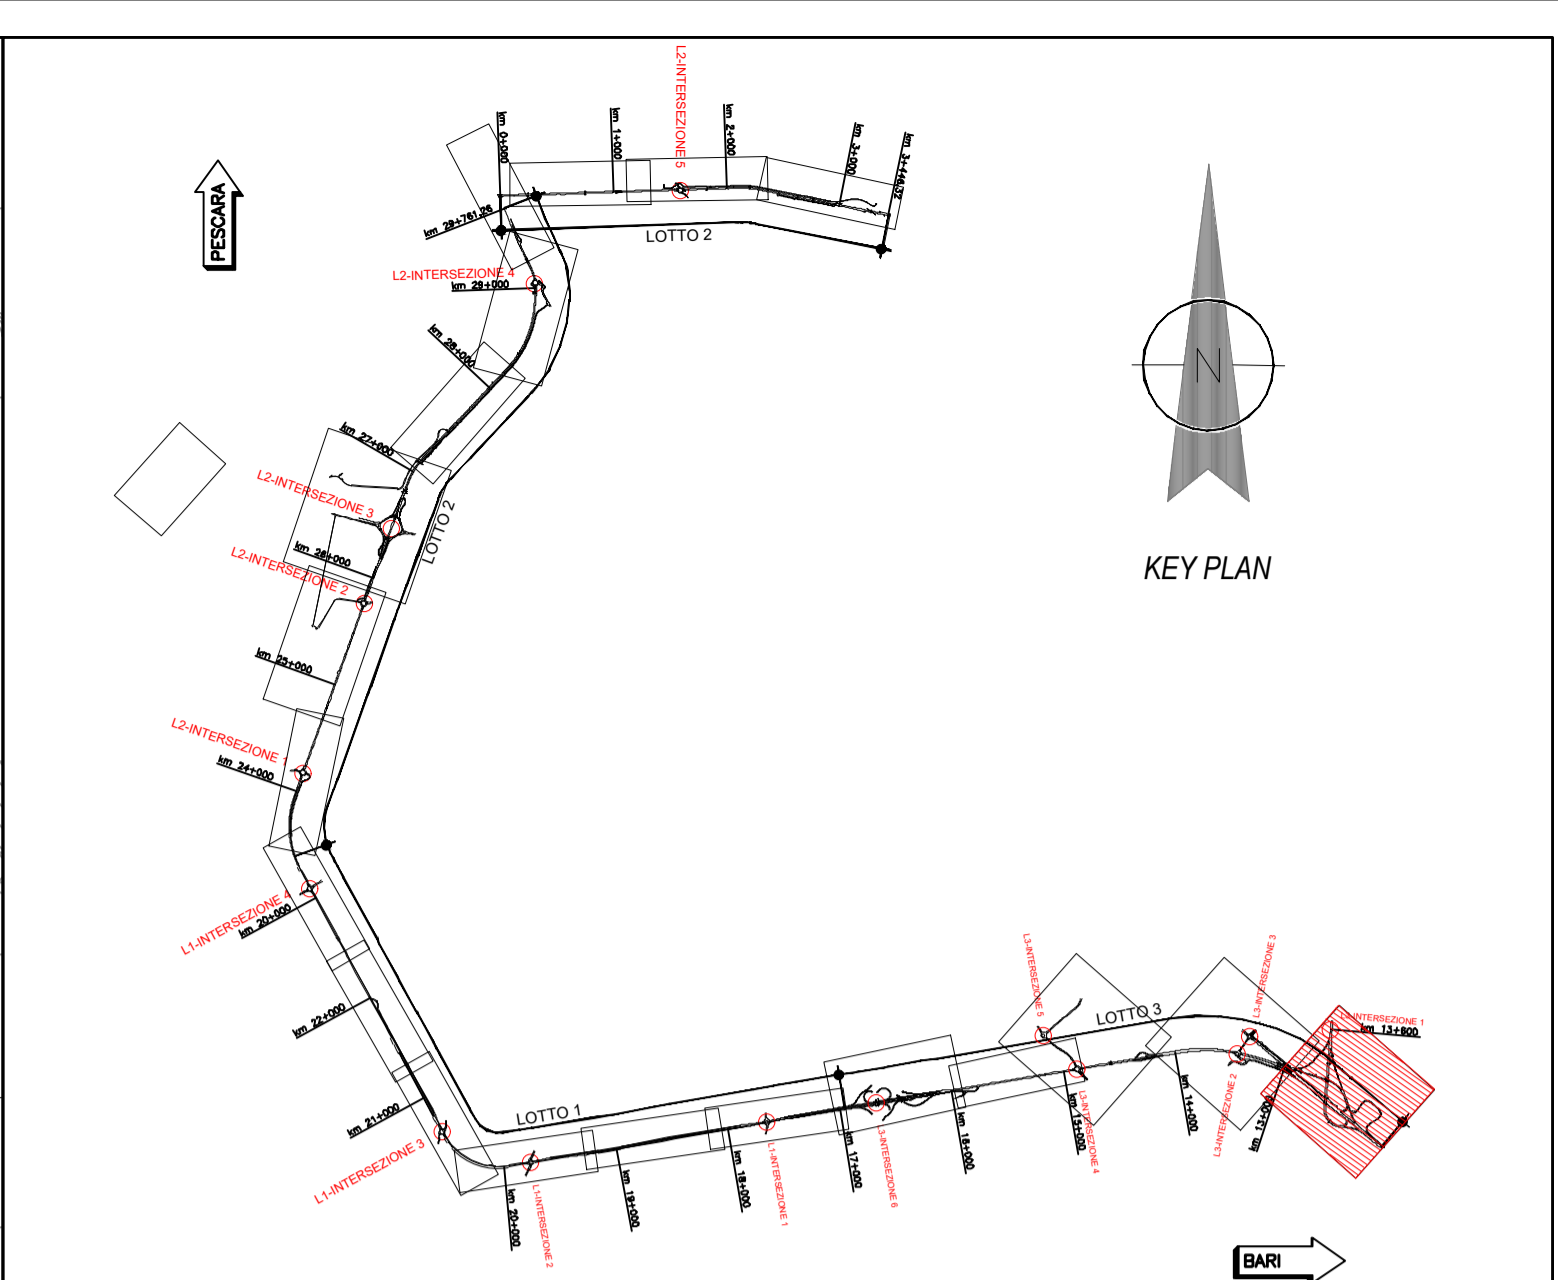 L2-INTERSEZIONE 5
km 0+000
km 1+000
km 2+000
km 3+000
km 3+446.32
PESCARA
km 29+761.26
LOTTO 2
L2-INTERSEZIONE 4
km 29+000
km 28+000
N
km 27+000
L2-INTERSEZIONE 3
LOTTO 2
km 26+000
L2-INTERSEZIONE 2
KEY PLAN
km 25+000
L2-INTERSEZIONE 1
km 24+000
L1-INTERSEZIONE 4
km 20+000
km 22+000
L3-INTERSEZIONE 5
L3-INTERSEZIONE 3
LOTTO 3
INTERSEZIONE 1
km 13+600
km 21+000
LOTTO 1
L1-INTERSEZIONE 3
km 20+000
L1-INTERSEZIONE 2
km 19+000
km 18+000
L1-INTERSEZIONE 1
km 17+000
L3-INTERSEZIONE 6
km 16+000
km 15+000
L3-INTERSEZIONE 4
km 14+000
L3-INTERSEZIONE 2
km 13+000
BARI